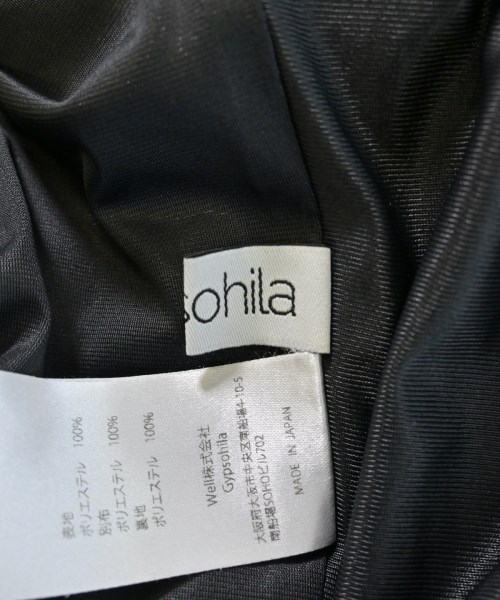 sohila
表地
ポリエステル 100%
別布
ポリエステル 100%
裏地
ポリエステル 100%
Well株式会社
Gypsohila
大阪府大阪市中央区南船場4-10-5
南船場SOHOビル702
MADE IN JAPAN